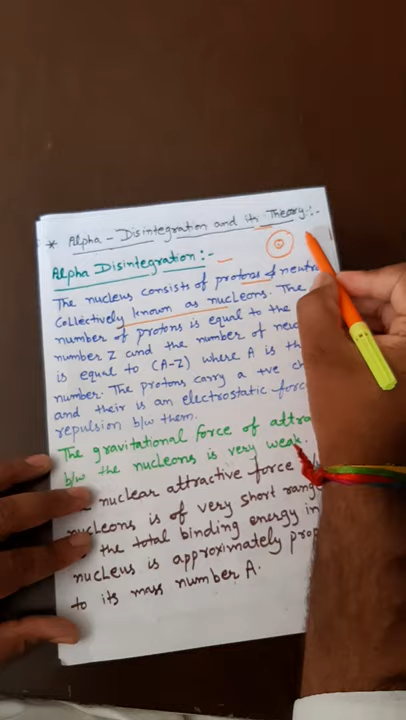 * Alpha - Disintegration and its Theory :-
Alpha Disintegration :-
The nucleus consists of protons & neutro
collectively known as nucleons. The
number of protons is equal to the
number Z and the number of
is equal to (A-Z) where A is th
number. The protons carry a +ve ch
and their is an electrostatic force
repulsion b/w them.
The gravitational force of attra
b/w the nucleons is very weak.
nuclear attractive force
nucleons is of very short rang
the total binding energy in
nucleus is approximately prop
to its mass number A.